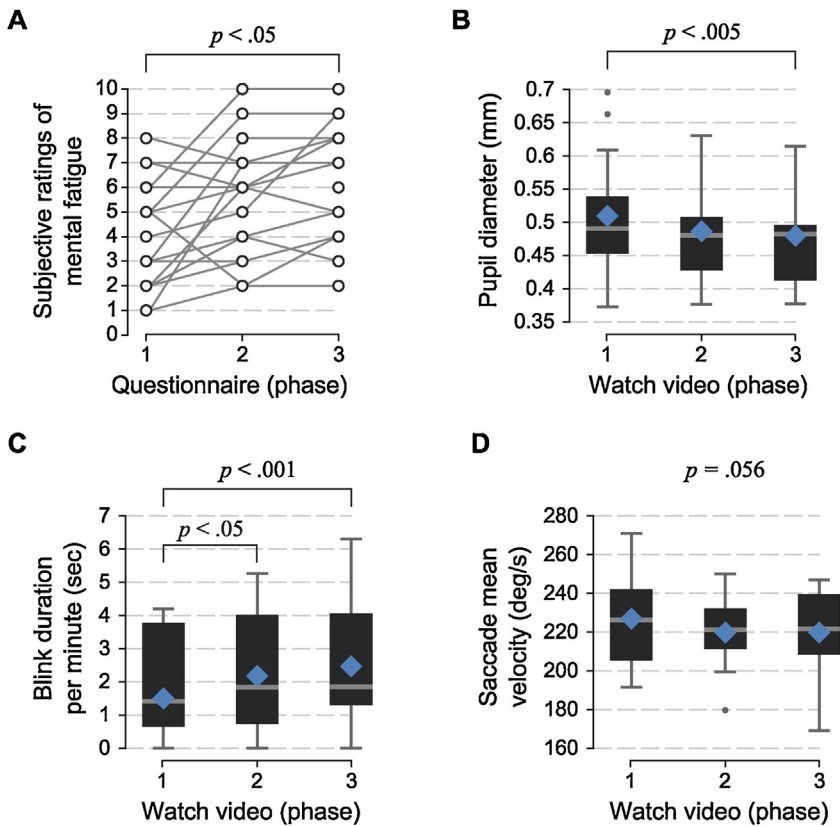 A
p < .05
Subjective ratings of
mental fatigue
10
9
8
7
6
5
4
3
2
1
0
1 2 3
Questionnaire (phase)
B
p < .005
Pupil diameter (mm)
0.7
0.65
0.6
0.55
0.5
0.45
0.4
0.35
1 2 3
Watch video (phase)
C
p < .001
p < .05
Blink duration
per minute (sec)
7
6
5
4
3
2
1
0
1 2 3
Watch video (phase)
D
p = .056
Saccade mean
velocity (deg/s)
280
260
240
220
200
180
160
1 2 3
Watch video (phase)